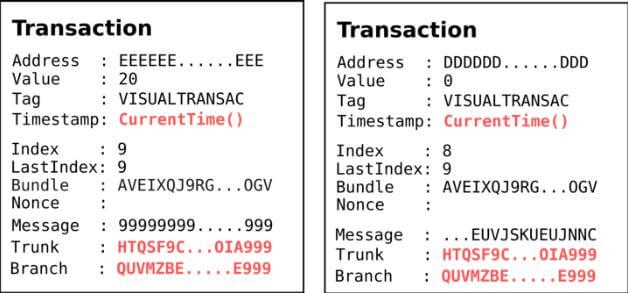 Transaction
Address : EEEEEE......EEE
Value : 20
Tag : VISUALTRANSAC
Timestamp: CurrentTime()
Index : 9
LastIndex: 9
Bundle : AVEIXQJ9RG...OGV
Nonce :
Message : 99999999.....999
Trunk : HTQSF9C...OIA999
Branch : QUVMZBE.....E999
Transaction
Address : DDDDDD......DDD
Value : 0
Tag : VISUALTRANSAC
Timestamp: CurrentTime()
Index : 8
LastIndex: 9
Bundle : AVEIXQJ9RG...OGV
Nonce :
Message : ...EUVJSKUEUJNNC
Trunk : HTQSF9C...OIA999
Branch : QUVMZBE.....E999